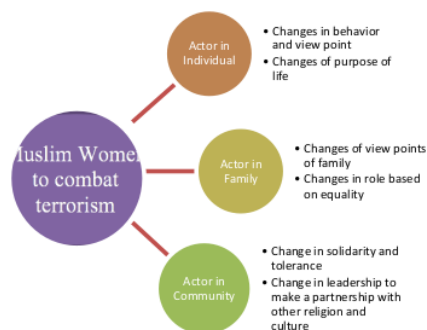 Actor in
Individual
• Changes in behavior
and view point
• Changes of purpose of
life
Muslim Women
to combat
terrorism
Actor in
Family
• Changes of view points
of family
• Changes in role based
on equality
Actor in
Community
• Change in solidarity and
tolerance
• Change in leadership to
make a partnership with
other religion and
culture